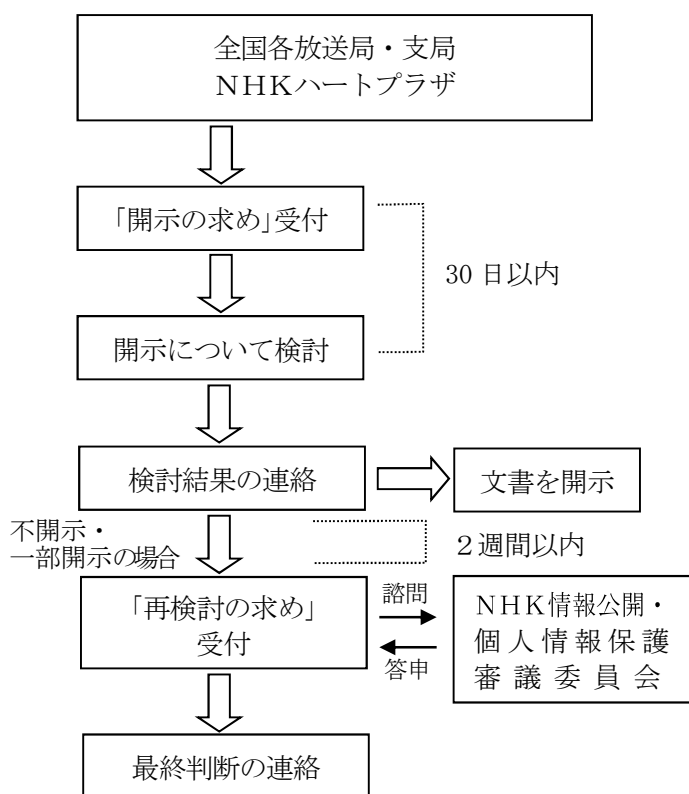 全国各放送局・支局
ＮＨＫハートプラザ
「開示の求め」受付
30 日以内
開示について検討
検討結果の連絡
文書を開示
不開示・
一部開示の場合
２週間以内
「再検討の求め」
受付
諮問
答申
ＮＨＫ情報公開・
個人情報保護
審議委員会
最終判断の連絡